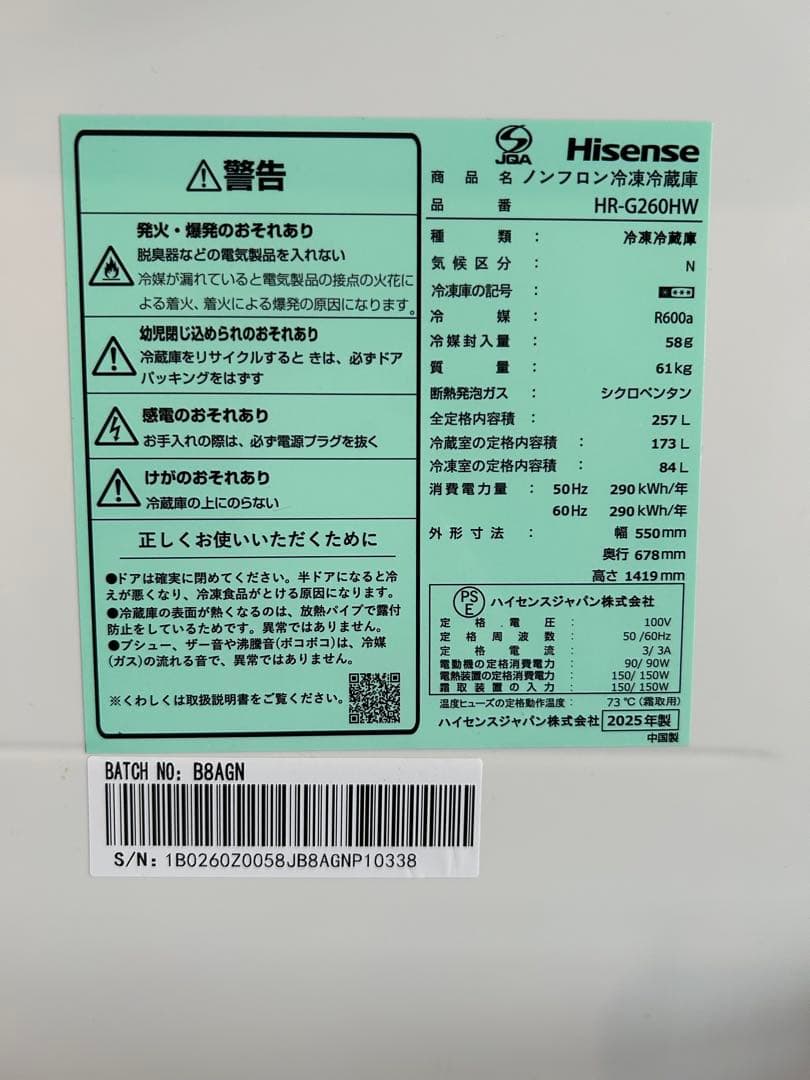 警告
発火・爆発のおそれあり
脱臭器などの電気製品を入れない
冷媒が漏れていると電気製品の接点の火花に
よる着火、着火による爆発の原因になります。
幼児閉じ込められのおそれあり
冷蔵庫をリサイクルすると きは、必ずドア
パッキングをはずす
感電のおそれあり
お手入れの際は、必ず電源プラグを抜く
けがのおそれあり
冷蔵庫の上にのらない
正しくお使いいただくために
●ドアは確実に閉めてください。半ドアになると冷
えが悪くなり、冷凍食品がとける原因になります。
●冷蔵庫の表面が熱くなるのは、放熱パイプで露付
防止をしているためです。異常ではありません。
●ブシュー、ザー音や沸騰音(ボコボコ)は、冷媒
(ガス)の流れる音で、異常ではありません。
※くわしくは取扱説明書をご覧ください。
JQA Hisense
商品名 ノンフロン冷凍冷蔵庫
品番 HR-G260HW
種類： 冷凍冷蔵庫
気候区分： N
冷凍庫の記号：
冷媒： R600a
冷媒封入量： 58g
質量： 61kg
断熱発泡ガス： シクロペンタン
全定格内容積： 257 L
冷蔵室の定格内容積： 173 L
冷凍室の定格内容積： 84 L
消費電力量： 50Hz 290 kWh/年
60Hz 290 kWh/年
外形寸法： 幅 550mm
奥行 678mm
高さ 1419mm
PSE ハイセンスジャパン株式会社
定格電圧： 100V
定格周波数： 50/60Hz
定格電流： 3/ 3A
電動機の定格消費電力： 90/ 90W
電熱装置の定格消費電力： 150/ 150W
霜取装置の入力： 150/ 150W
温度ヒューズの定格動作温度： 73℃(霜取用)
ハイセンスジャパン株式会社 2025年製
中国製
BATCH NO: B8AGN
S/N: 1B0260Z0058JB8AGNP10338